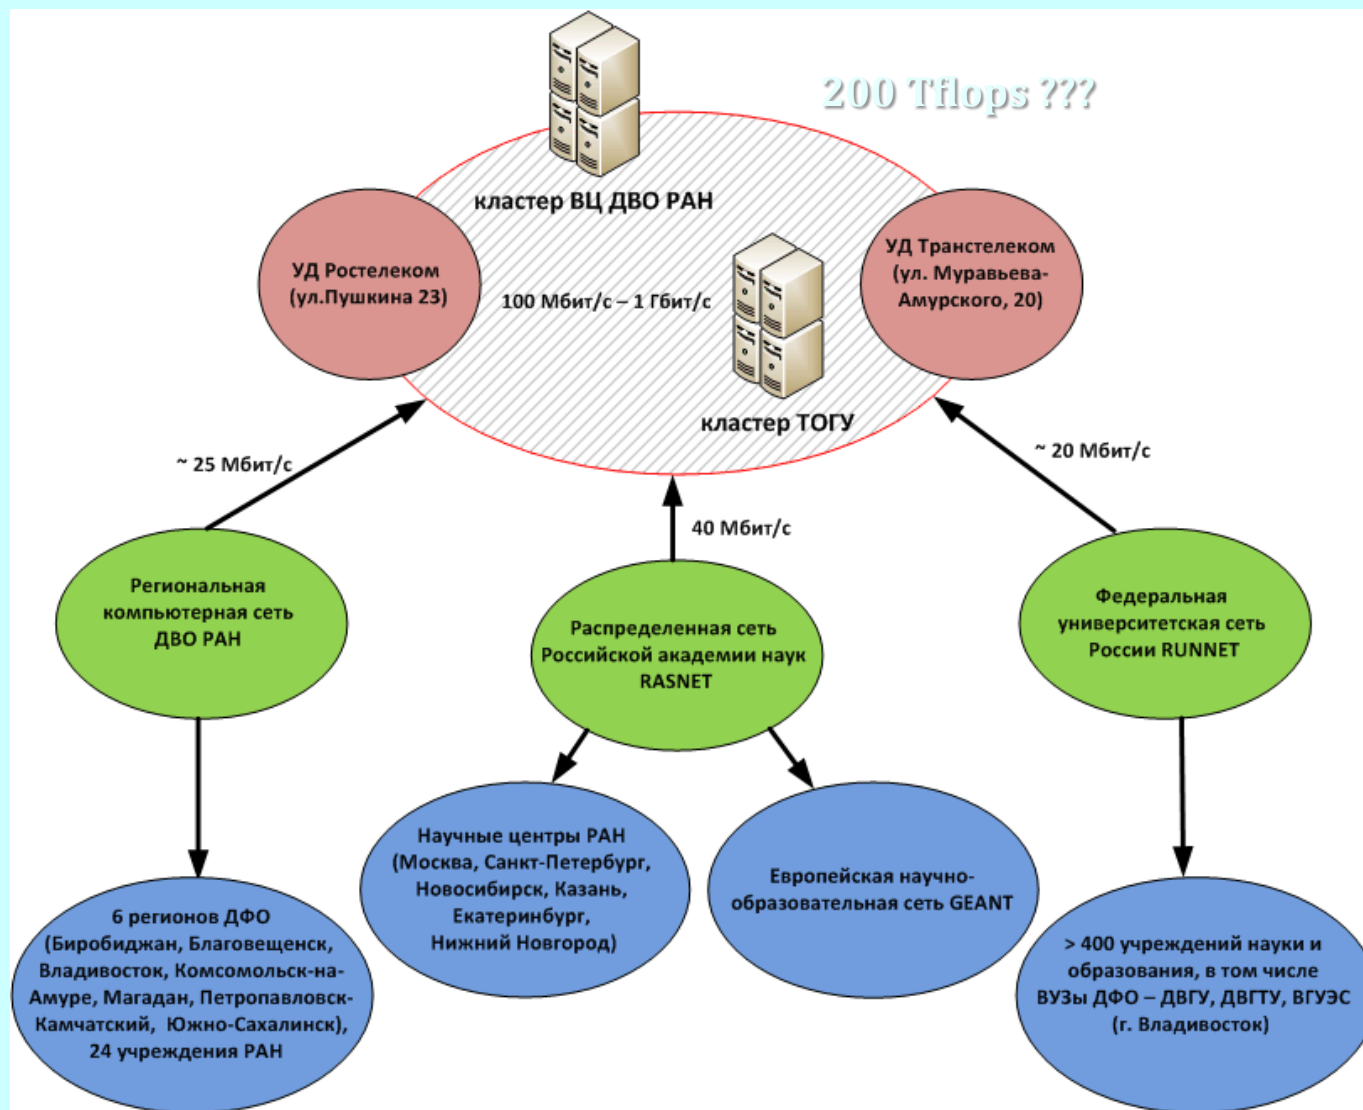 200 Tflops ???
кластер ВЦ ДВО РАН
УД Ростелеком
(ул.Пушкина 23)
УД Транстелеком
(ул. Муравьева-
Амурского, 20)
100 Мбит/с – 1 Гбит/с
кластер ТОГУ
~ 25 Мбит/с
40 Мбит/с
~ 20 Мбит/с
Региональная
компьютерная сеть
ДВО РАН
Распределенная сеть
Российской академии наук
RASNET
Федеральная
университетская сеть
России RUNNET
6 регионов ДФО
(Биробиджан, Благовещенск,
Владивосток, Комсомольск-на-
Амуре, Магадан, Петропавловск-
Камчатский, Южно-Сахалинск),
24 учреждения РАН
Научные центры РАН
(Москва, Санкт-Петербург,
Новосибирск, Казань,
Екатеринбург,
Нижний Новгород)
Европейская научно-
образовательная сеть GEANT
> 400 учреждений науки и
образования, в том числе
ВУЗы ДФО – ДВГУ, ДВГТУ, ВГУЭС
(г. Владивосток)